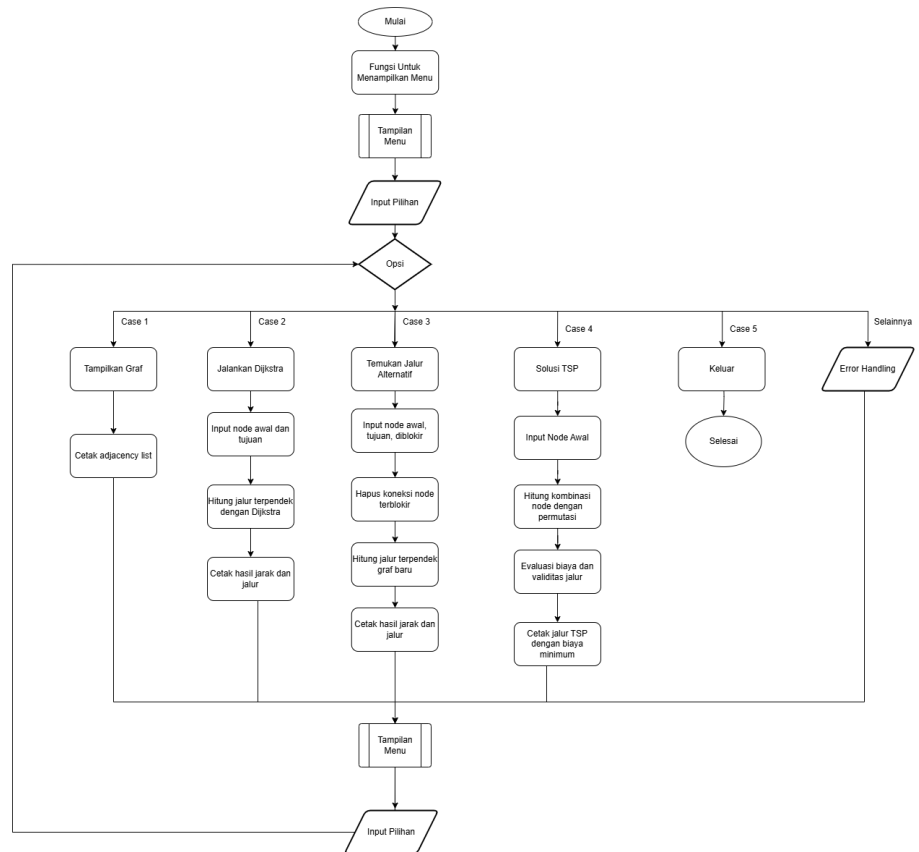 Mulai
Fungsi Untuk
Menampilkan Menu
Tampilan
Menu
Input Pilihan
Opsi
Case 1
Case 2
Case 3
Case 4
Case 5
Selainnya
Tampilkan Graf
Jalankan Dijkstra
Temukan Jalur
Alternatif
Solusi TSP
Keluar
Error Handling
Cetak adjacency list
Input node awal dan
tujuan
Input node awal,
tujuan, diblokir
Input Node Awal
Selesai
Hitung jalur terpendek
dengan Dijkstra
Hapus koneksi node
terblokir
Hitung kombinasi
node dengan
permutasi
Cetak hasil jarak dan
jalur
Hitung jalur terpendek
graf baru
Evaluasi biaya dan
validitas jalur
Cetak hasil jarak dan
jalur
Cetak jalur TSP
dengan biaya
minimum
Tampilan
Menu
Input Pilihan